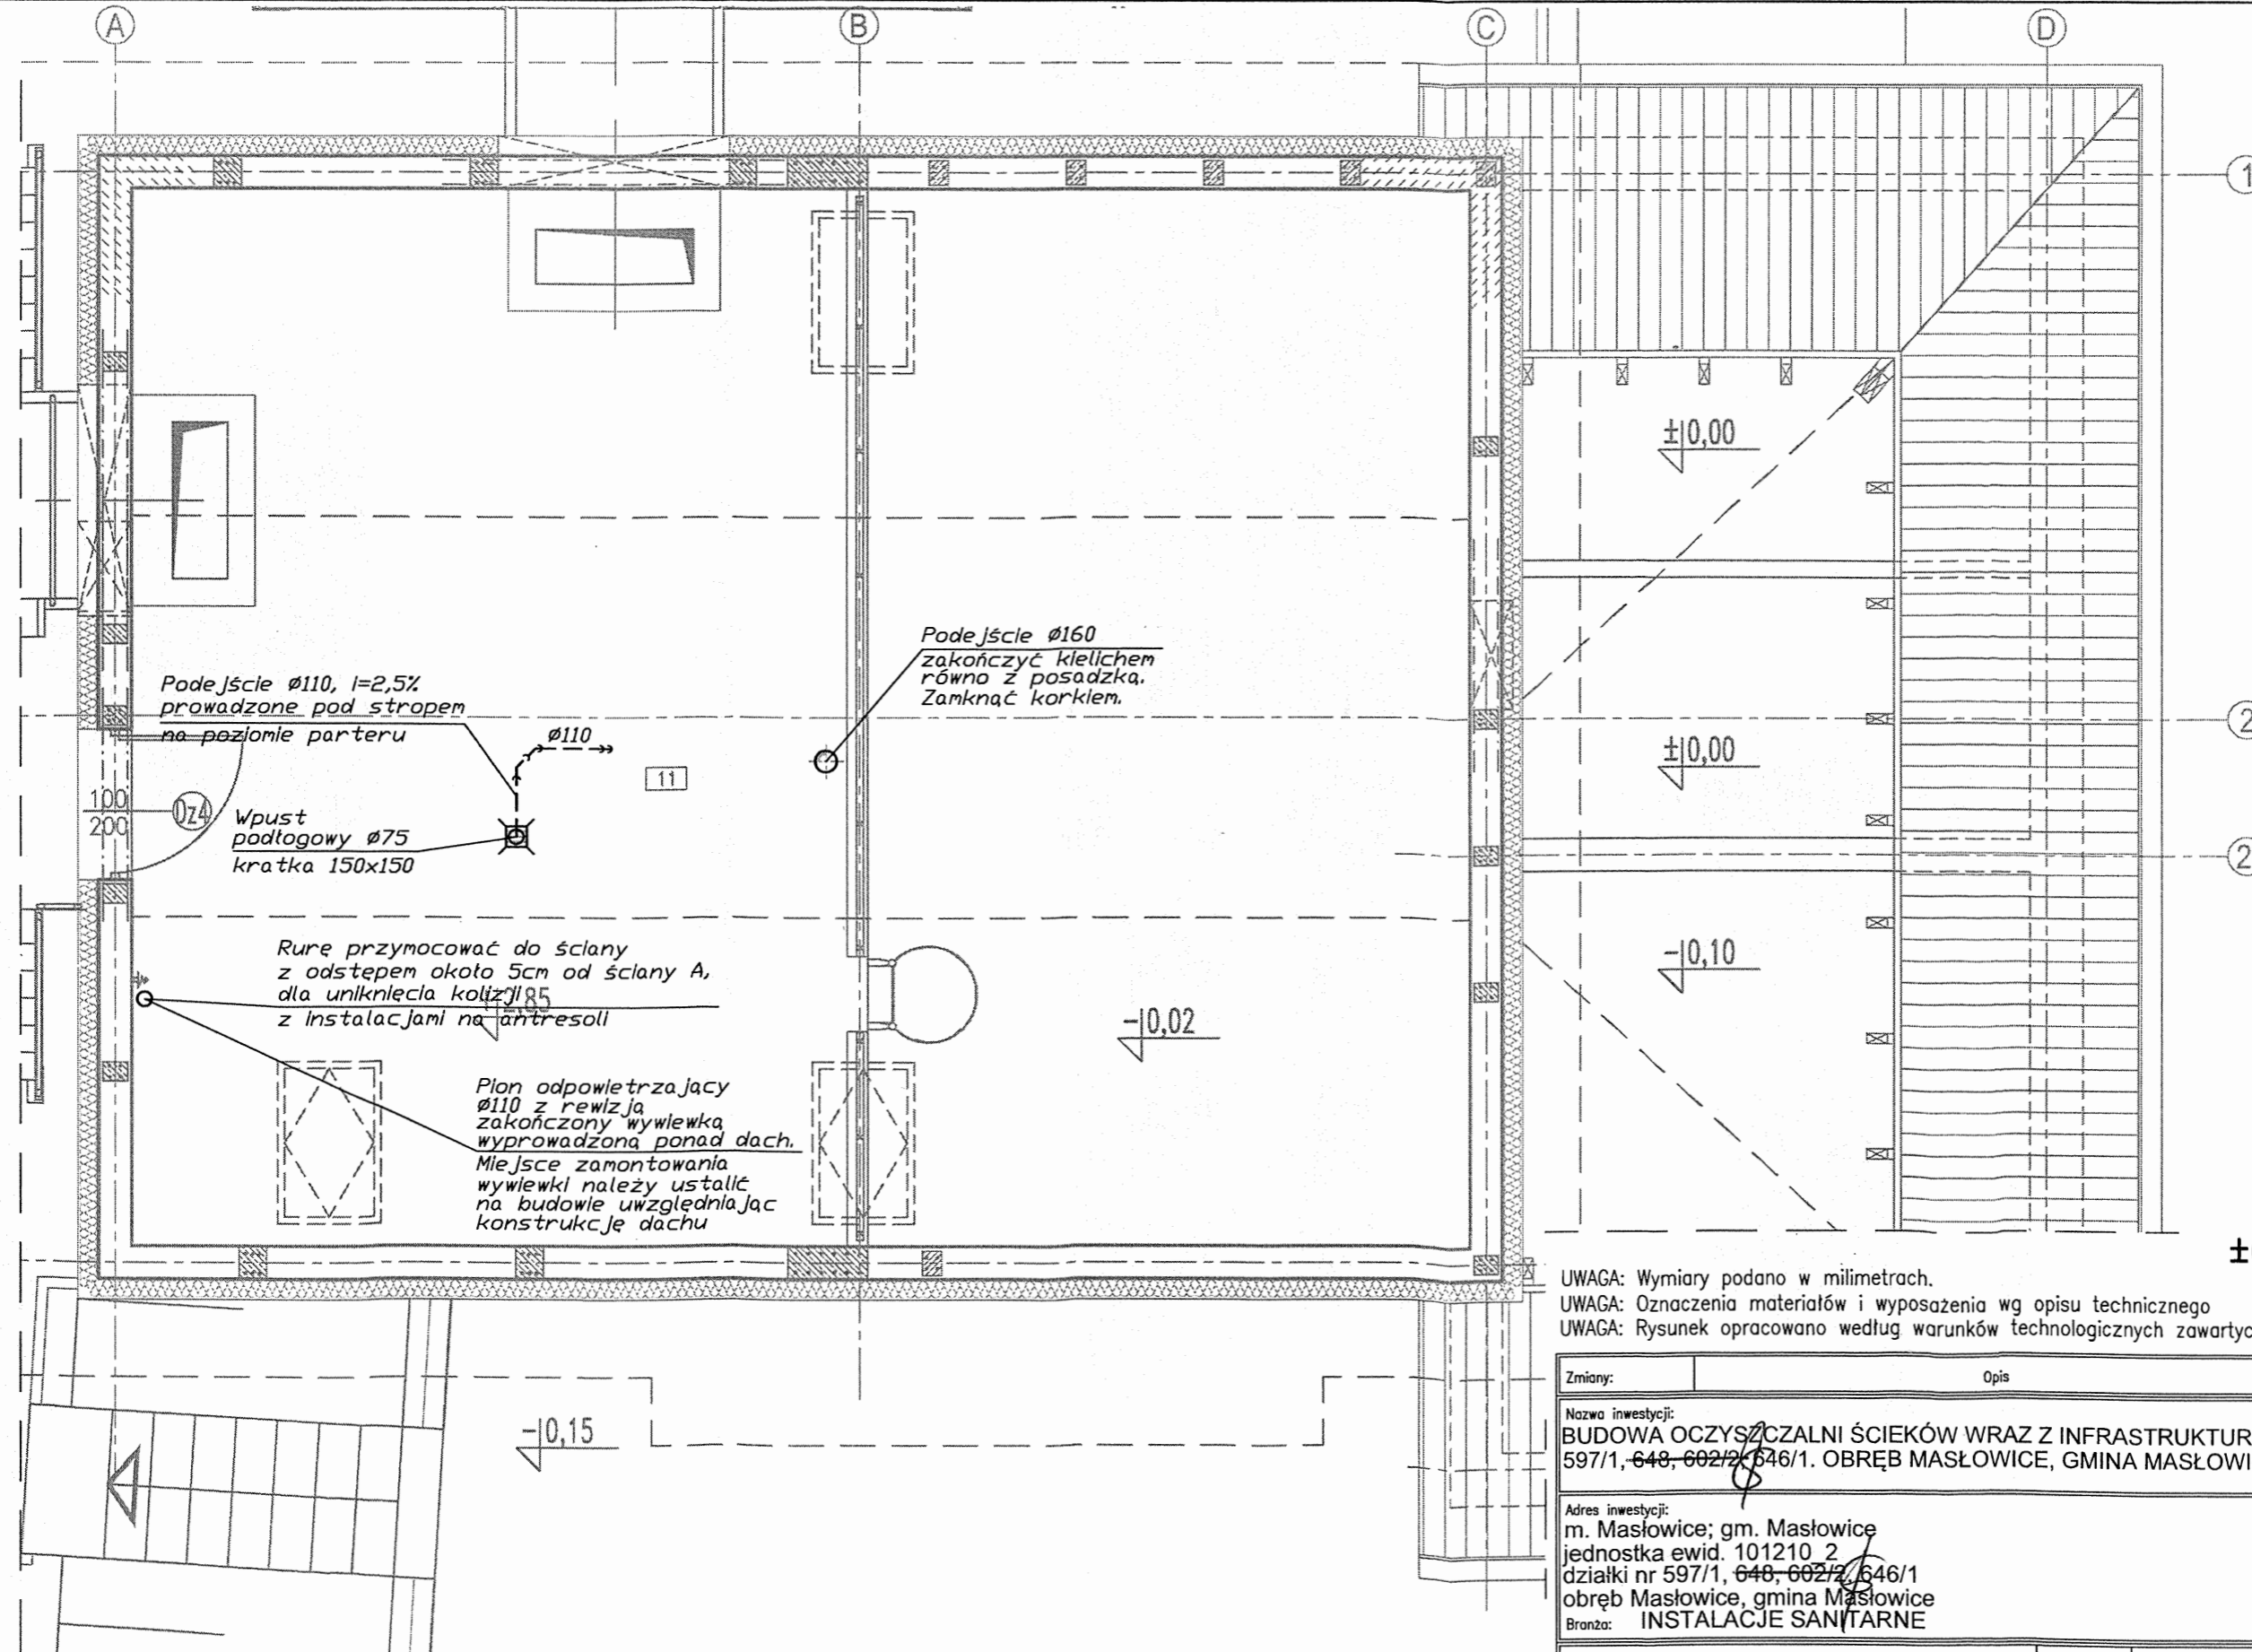 A
B
C
D
1
±0,00
Podejście ø160
zakończyć kielichem
równo z posadzką.
Zamknąć korkiem.
Podejście ø110, i=2,5%
prowadzone pod stropem
na poziomie parteru
ø110
2
11
±0,00
100
200
Dz4
Wpust
podłogowy ø75
kratka 150x150
2
-0,10
Rurę przymocować do ściany
z odstępem około 5cm od ściany A,
dla uniknięcia kolizji
z instalacjami na antresoli
2,85
-0,02
Pion odpowietrzający
ø110 z rewizją
zakończony wywiewką
wyprowadzoną ponad dach.
Miejsce zamontowania
wywiewki należy ustalić
na budowie uwzględniając
konstrukcję dachu
±
UWAGA: Wymiary podano w milimetrach.
UWAGA: Oznaczenia materiałów i wyposażenia wg opisu technicznego
UWAGA: Rysunek opracowano według warunków technologicznych zawartyc
Zmiany:
Opis
-0,15
Nazwa inwestycji:
BUDOWA OCZYSZCZALNI ŚCIEKÓW WRAZ Z INFRASTRUKTUR
597/1, 648, 602/2, 646/1. OBRĘB MASŁOWICE, GMINA MASŁOWI
Adres inwestycji:
m. Masłowice; gm. Masłowice
jednostka ewid. 101210_2
działki nr 597/1, 648, 602/2, 646/1
obręb Masłowice, gmina Masłowice
Branża: INSTALACJE SANITARNE